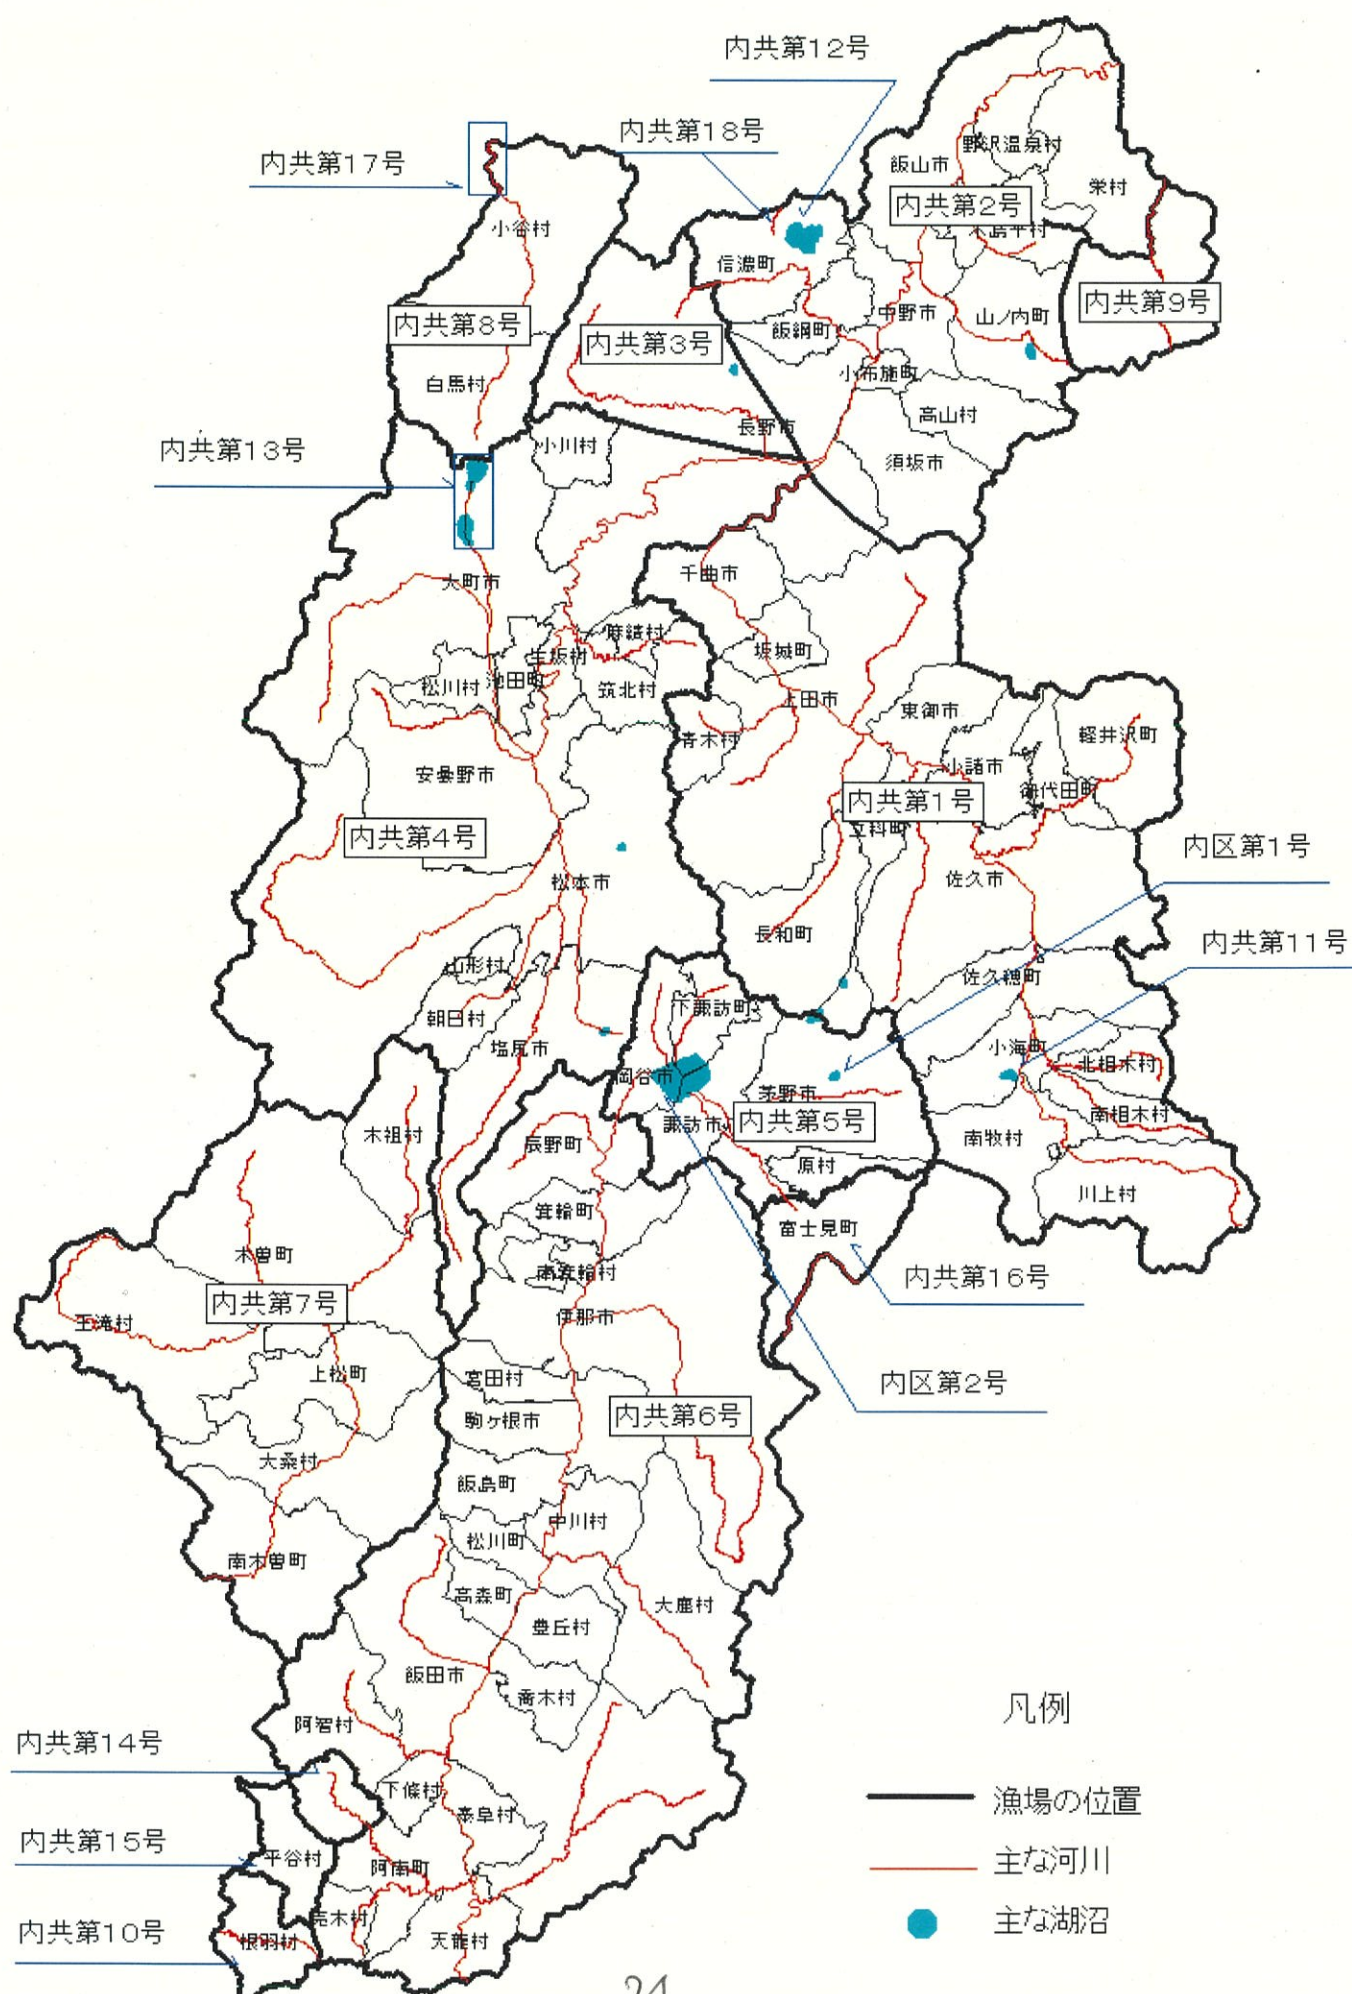 内共第12号
内共第18号
内共第17号
野沢温泉村
飯山市
栄村
内共第2号
小谷村
木島平村
信濃町
内共第9号
内共第8号
内共第3号
飯綱町
中野市
山ノ内町
白馬村
小布施町
高山村
長野市
小川村
内共第13号
須坂市
千曲市
大町市
麻績村
生坂村
坂城町
松川村
池田町
筑北村
上田市
東御市
青木村
軽井沢町
安曇野市
小諸市
御代田町
内共第1号
立科町
内共第4号
内区第1号
松本市
佐久市
長和町
内共第11号
山形村
佐久穂町
下諏訪町
朝日村
塩尻市
小海町
北相木村
岡谷市
茅野市
南相木村
内共第5号
諏訪市
木祖村
辰野町
南牧村
原村
川上村
箕輪町
富士見町
木曽町
南箕輪村
内共第16号
内共第7号
王滝村
伊那市
上松町
宮田村
内区第2号
駒ヶ根市
内共第6号
大桑村
飯島町
中川村
松川町
南木曽町
高森町
大鹿村
豊丘村
飯田市
喬木村
凡例
阿智村
内共第14号
下條村
漁場の位置
泰阜村
内共第15号
平谷村
阿南町
主な河川
売木村
主な湖沼
内共第10号
根羽村
天龍村
24